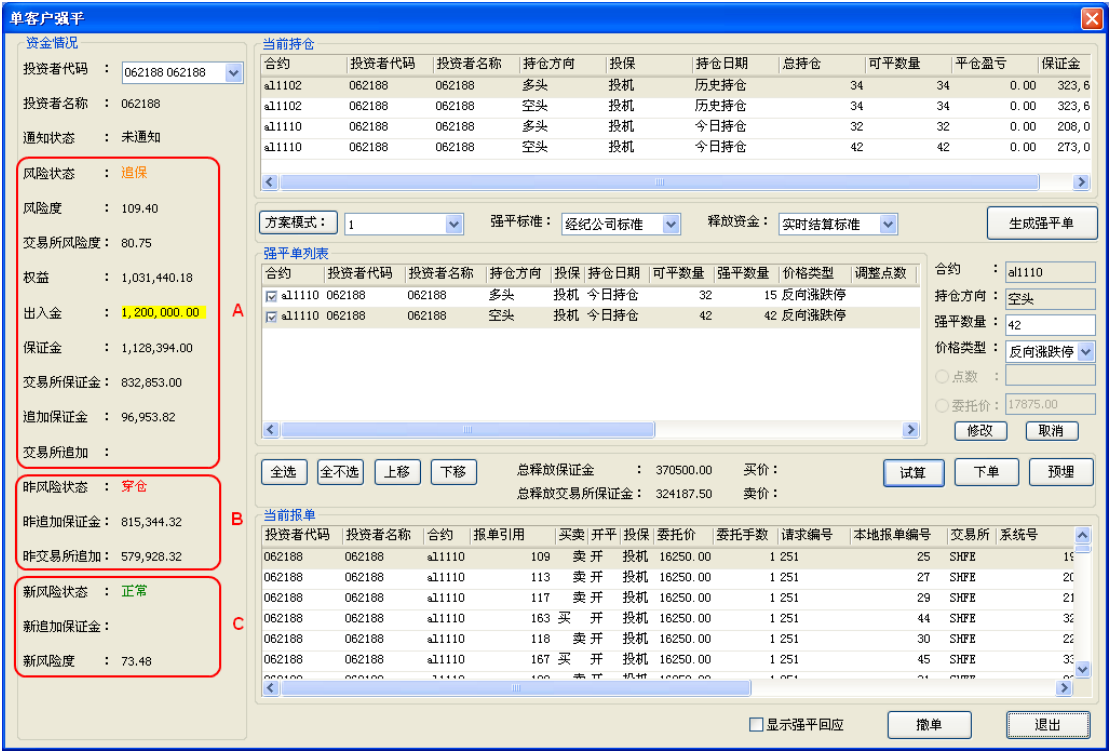 单客户强平
资金情况
投资者代码 : 062188 062188
投资者名称 : 062188
通知状态 : 未通知
风险状态 : 追保
风险度 : 109.40
交易所风险度: 80.75
权益 : 1,031,440.18
出入金 : 1,200,000.00
保证金 : 1,128,394.00
交易所保证金: 832,853.00
追加保证金 : 96,953.82
交易所追加 :
A
昨风险状态 : 穿仓
昨追加保证金: 815,344.32
昨交易所追加: 579,928.32
B
新风险状态 : 正常
新追加保证金:
新风险度 : 73.48
C
当前持仓
合约 投资者代码 投资者名称 持仓方向 投保 持仓日期 总持仓 可平数量 平仓盈亏 保证金
al1102 062188 062188 多头 投机 历史持仓 34 34 0.00 323,6
al1102 062188 062188 空头 投机 历史持仓 34 34 0.00 323,6
al1110 062188 062188 多头 投机 今日持仓 32 32 0.00 208,0
al1110 062188 062188 空头 投机 今日持仓 42 42 0.00 273,0
方案模式: 1 强平标准: 经纪公司标准 释放资金: 实时结算标准 生成强平单
强平单列表
合约 投资者代码 投资者名称 持仓方向 投保 持仓日期 可平数量 强平数量 价格类型 调整点数
al1110 062188 062188 多头 投机 今日持仓 32 15 反向涨跌停
al1110 062188 062188 空头 投机 今日持仓 42 42 反向涨跌停
合约 : al1110
持仓方向: 空头
强平数量: 42
价格类型: 反向涨跌停
点数 :
委托价: 17875.00
修改 取消
全选 全不选 上移 下移 总释放保证金 : 370500.00 买价: 试算 下单 预埋
总释放交易所保证金: 324187.50 卖价:
当前报单
投资者代码 投资者名称 合约 报单引用 买卖 开平 投保 委托价 委托手数 请求编号 本地报单编号 交易所 系统号
062188 062188 al1110 109 卖 开 投机 16250.00 1 251 25 SHFE 19
062188 062188 al1110 113 卖 开 投机 16250.00 1 251 27 SHFE 20
062188 062188 al1110 117 卖 开 投机 16250.00 1 251 29 SHFE 21
062188 062188 al1110 163 买 开 投机 16250.00 1 251 44 SHFE 32
062188 062188 al1110 118 卖 开 投机 16250.00 1 251 30 SHFE 22
062188 062188 al1110 167 买 开 投机 16250.00 1 251 45 SHFE 33
显示强平回应 撤单 退出